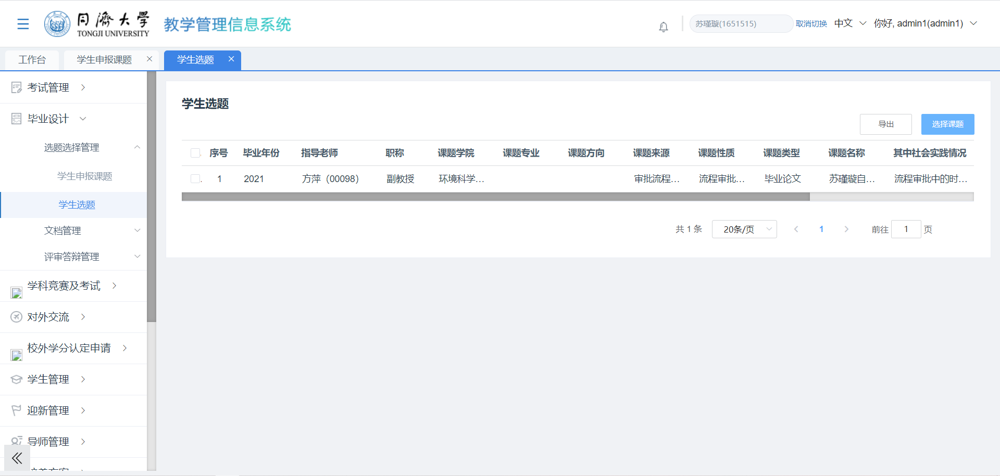 同济大学
TONGJI UNIVERSITY
教学管理信息系统
苏瑾璇(1651515)
取消切换
中文
你好, admin1(admin1)
工作台
学生申报课题
学生选题
考试管理
毕业设计
选题选择管理
学生申报课题
学生选题
文档管理
评审答辩管理
学科竞赛及考试
对外交流
校外学分认定申请
学生管理
迎新管理
导师管理
学生选题
导出
选择课题
序号 毕业年份 指导老师 职称 课题学院 课题专业 课题方向 课题来源 课题性质 课题类型 课题名称 其中社会实践情况
1 2021 方萍（00098） 副教授 环境科学… 审批流程… 流程审批… 毕业论文 苏瑾璇自… 流程审批中的时…
共 1 条 20条/页 1 前往 1 页